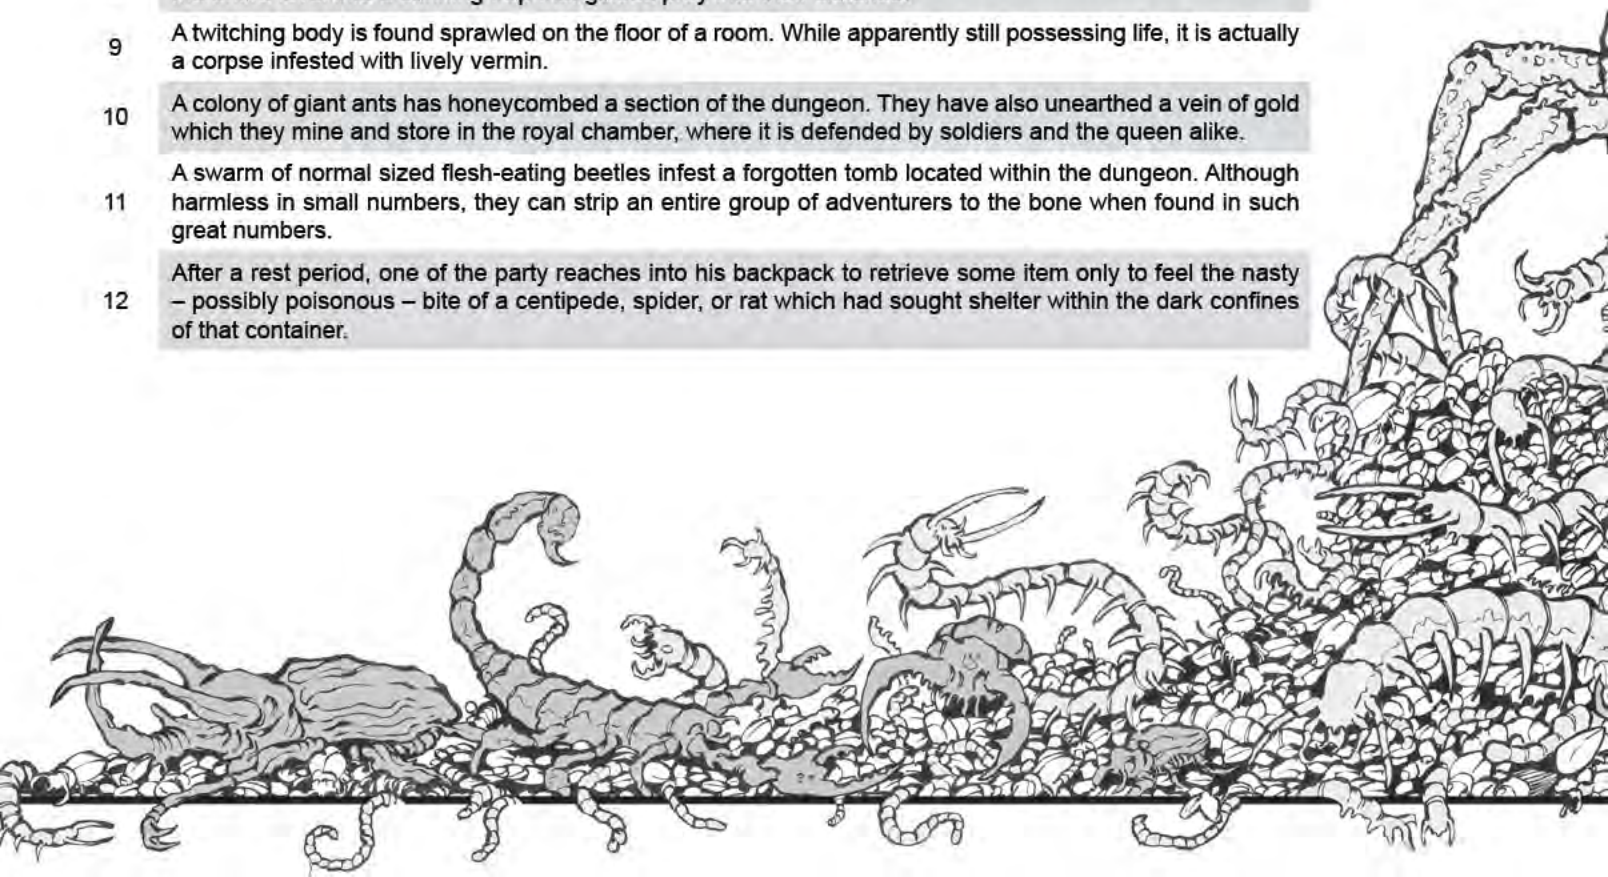 9
A twitching body is found sprawled on the floor of a room. While apparently still possessing life, it is actually
a corpse infested with lively vermin.
10
A colony of giant ants has honeycombed a section of the dungeon. They have also unearthed a vein of gold
which they mine and store in the royal chamber, where it is defended by soldiers and the queen alike.
11
A swarm of normal sized flesh-eating beetles infest a forgotten tomb located within the dungeon. Although
harmless in small numbers, they can strip an entire group of adventurers to the bone when found in such
great numbers.
12
After a rest period, one of the party reaches into his backpack to retrieve some item only to feel the nasty
– possibly poisonous – bite of a centipede, spider, or rat which had sought shelter within the dark confines
of that container.